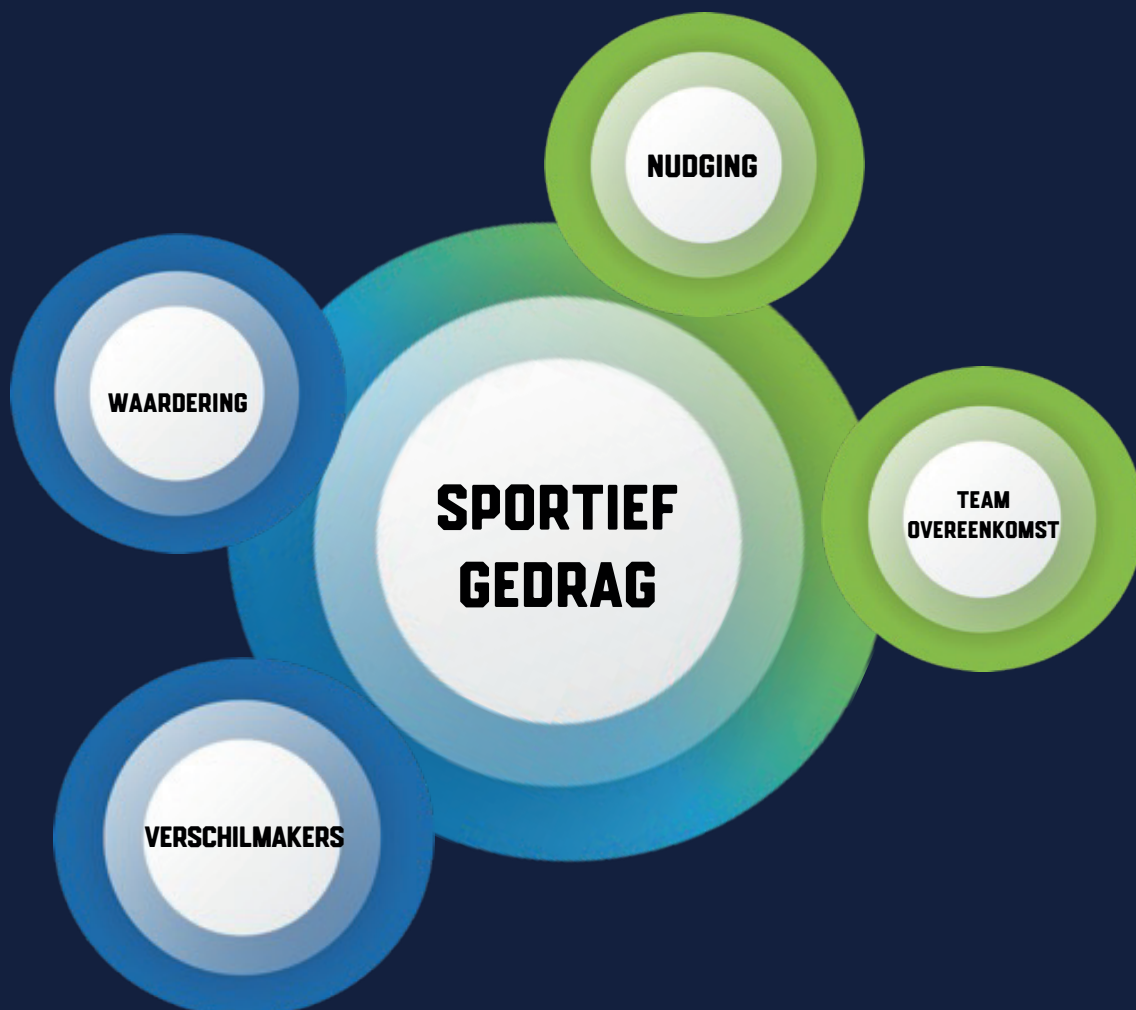 NUDGING
WAARDERING
SPORTIEF
GEDRAG
TEAM
OVEREENKOMST
VERSCHILMAKERS